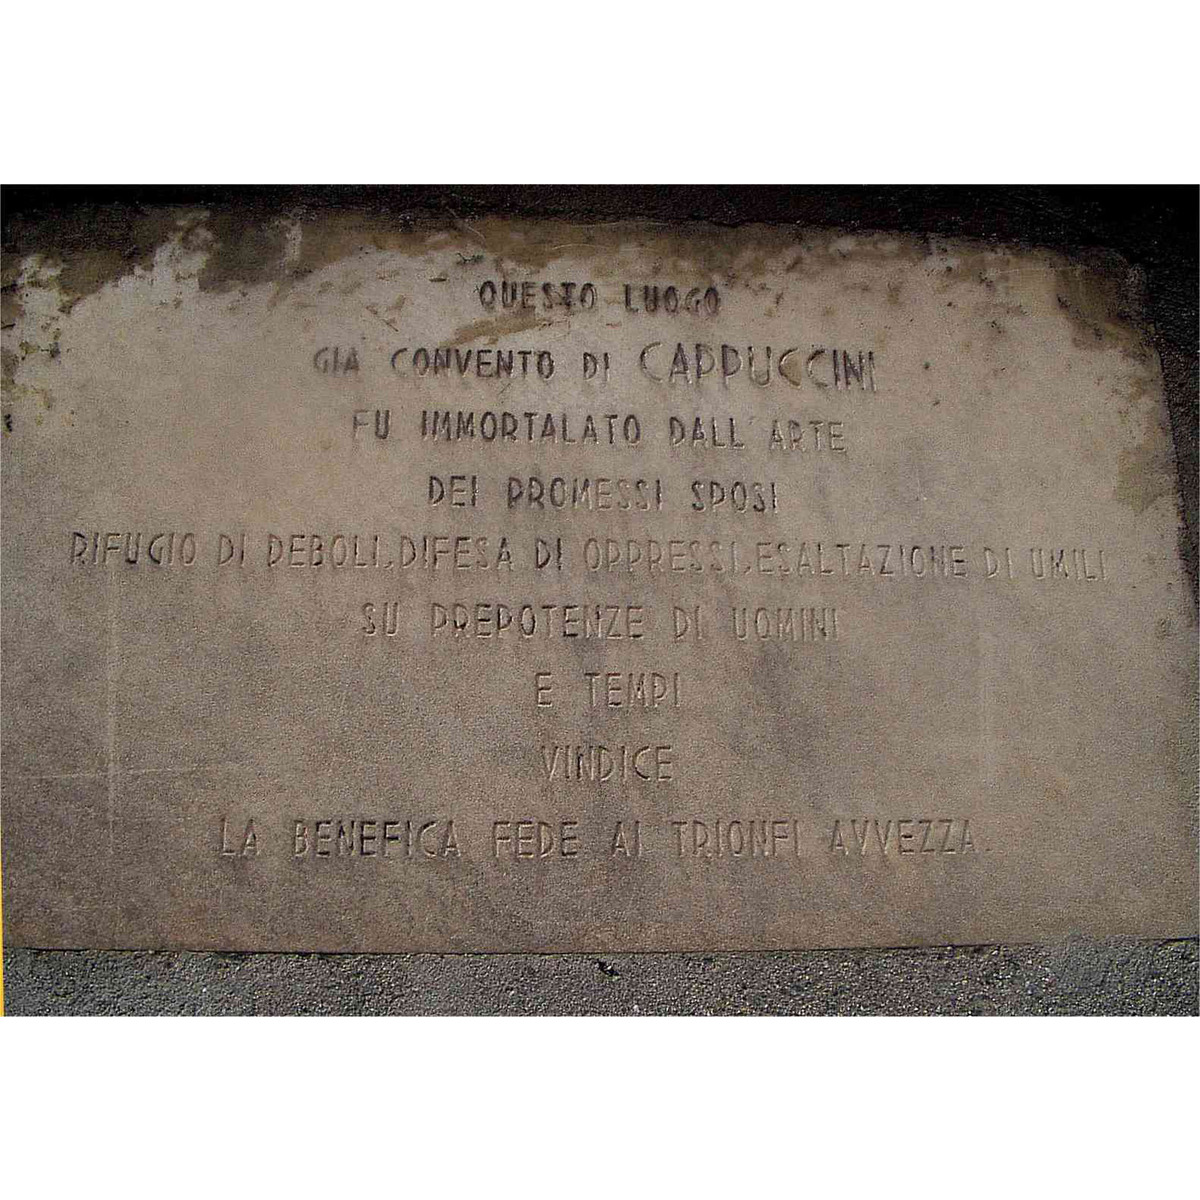 QUESTO LUOGO
GIA CONVENTO DI CAPPUCCINI
FU IMMORTALATO DALL'ARTE
DEI PROMESSI SPOSI
RIFUGIO DI DEBOLI, DIFESA DI OPPRESSI, ESALTAZIONE DI UMILI
SU PREPOTENZE DI UOMINI
E TEMPI
VINDICE
LA BENEFICA FEDE AI TRIONFI AVVEZZA.